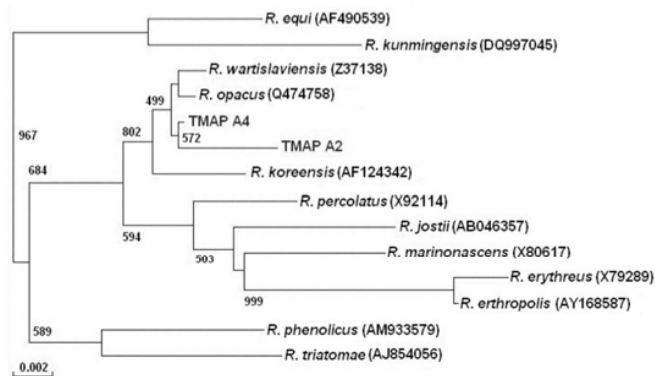 R. equi (AF490539)
R. kunmingensis (DQ997045)
R. wartislaviensis (Z37138)
R. opacus (Q474758)
499
TMAP A4
802
572
967
TMAP A2
684
R. koreensis (AF124342)
R. percolatus (X92114)
R. jostii (AB046357)
594
R. marinonascens (X80617)
503
R. erythreus (X79289)
999
R. erthropolis (AY168587)
R. phenolicus (AM933579)
589
R. triatomae (AJ854056)
0.002